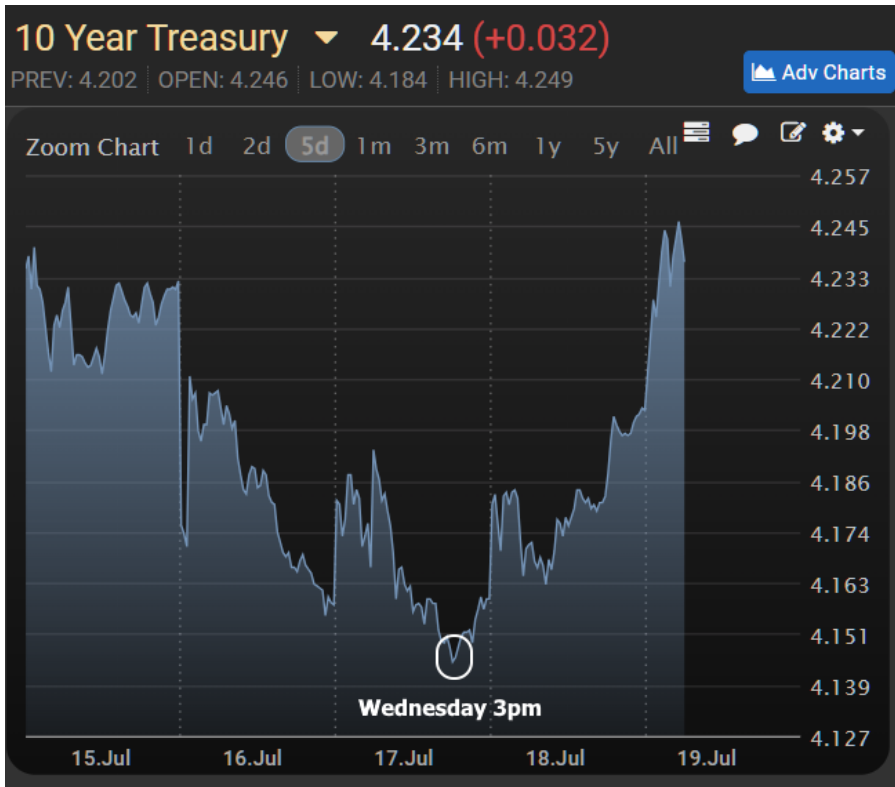 10 Year Treasury 4.234 (+0.032)
PREV: 4.202 OPEN: 4.246 LOW: 4.184 HIGH: 4.249
Adv Charts
Zoom Chart 1d 2d 5d 1m 3m 6m 1y 5y All
4.257
4.245
4.233
4.222
4.210
4.198
4.186
4.174
4.163
4.151
4.139
4.127
Wednesday 3pm
15.Jul 16.Jul 17.Jul 18.Jul 19.Jul